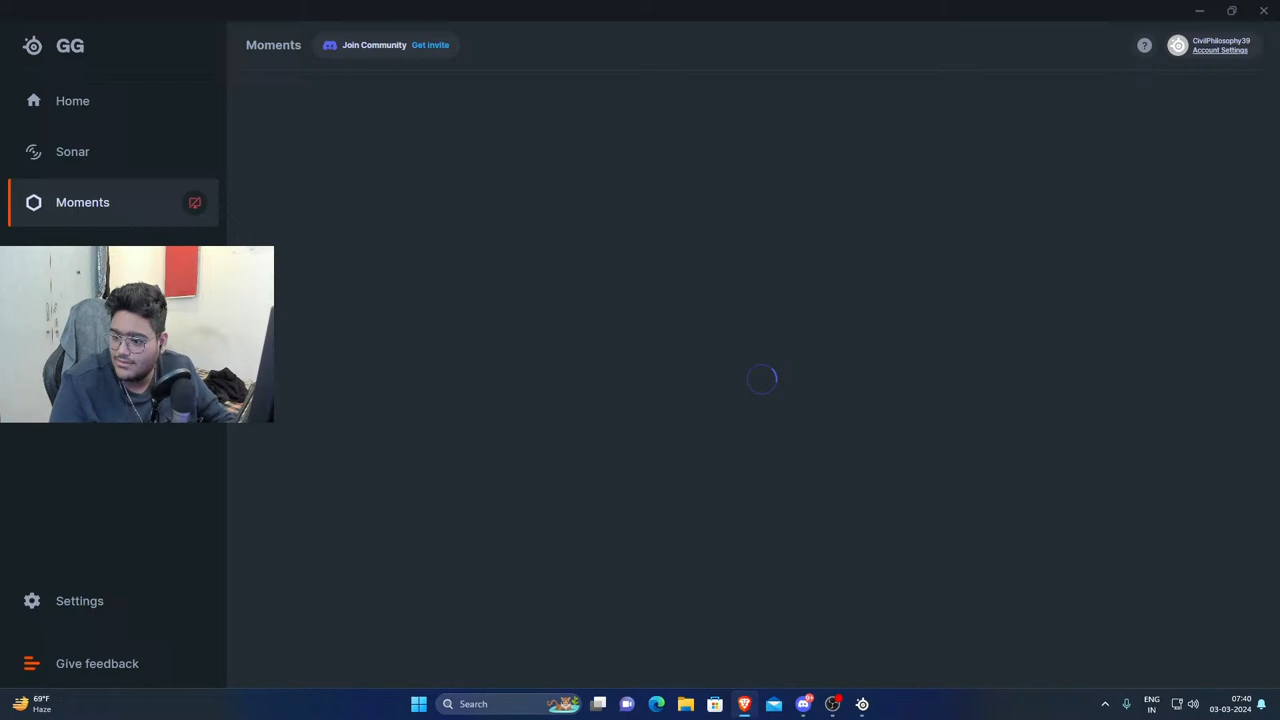 GG
Home
Sonar
Moments
Settings
Give feedback
Moments
Join Community Get invite
?
CivilPhilosophy39
Account Settings
69°F
Haze
Search
ENG
IN
07:40
03-03-2024